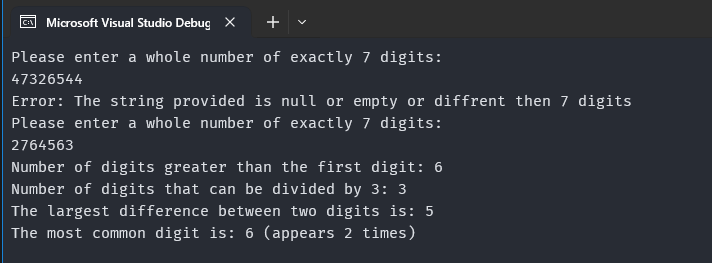 Microsoft Visual Studio Debug
Please enter a whole number of exactly 7 digits:
47326544
Error: The string provided is null or empty or diffrent then 7 digits
Please enter a whole number of exactly 7 digits:
2764563
Number of digits greater than the first digit: 6
Number of digits that can be divided by 3: 3
The largest difference between two digits is: 5
The most common digit is: 6 (appears 2 times)